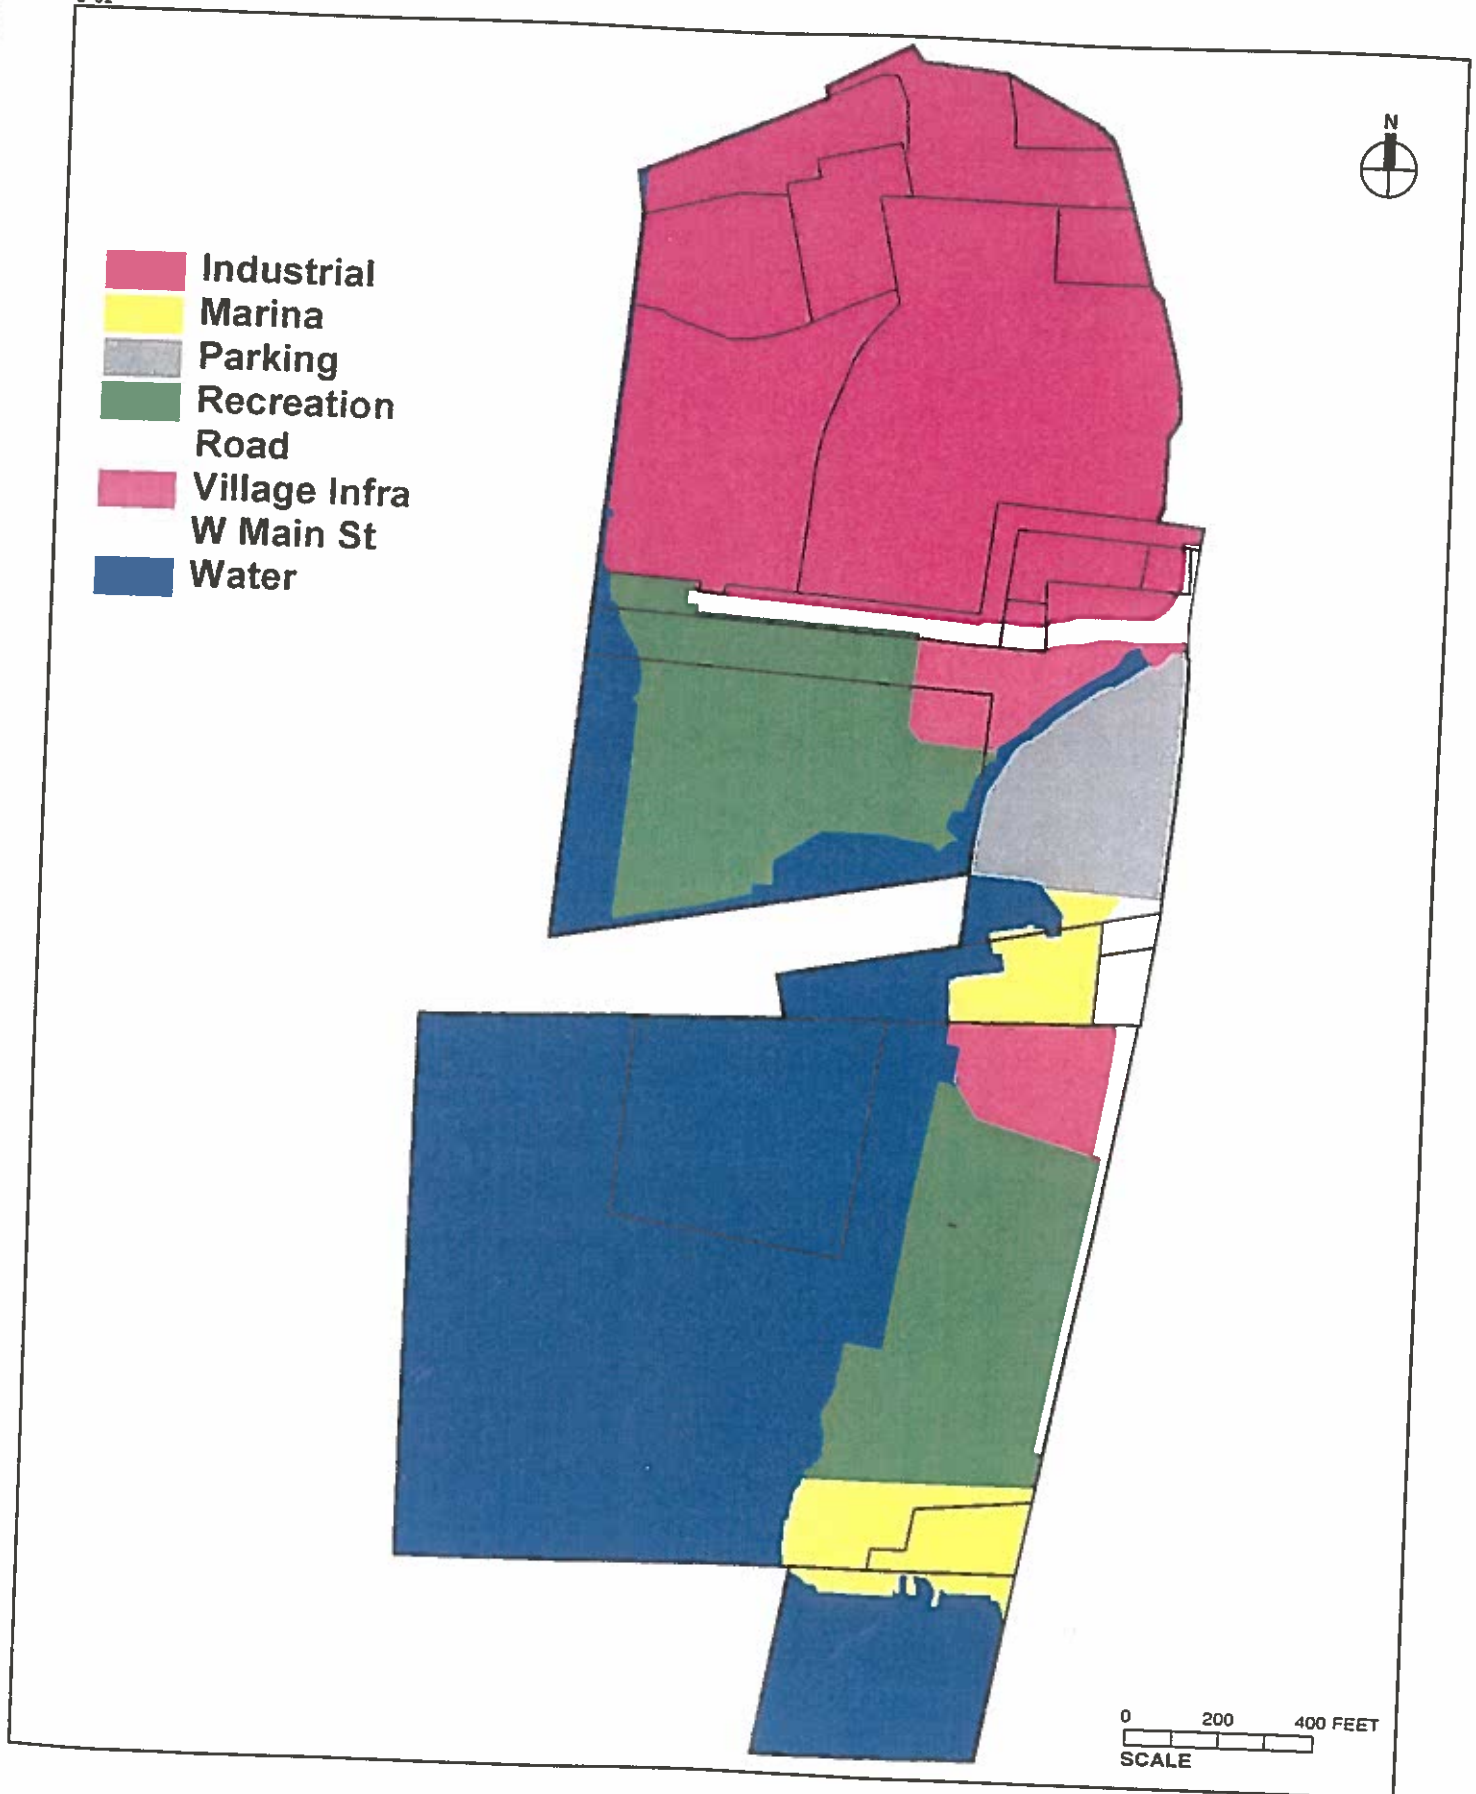 N
Industrial
Marina
Parking
Recreation
Road
Village Infra
W Main St
Water
0 200 400 FEET
SCALE